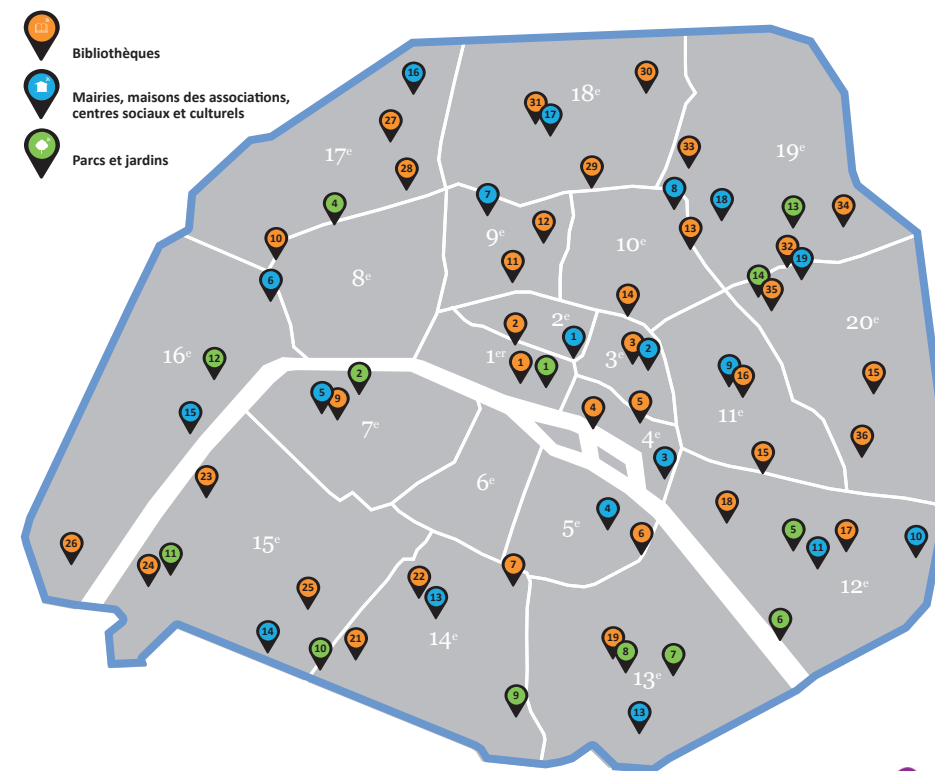 Bibliothèques
Mairies, maisons des associations,
centres sociaux et culturels
Parcs et jardins
16
30
31
17
18e
27
33
17e
19e
28
29
8
7
18
4
13
34
12
9e
13
10e
10
32
19
11
8e
14
35
6
14
20e
2
2e
1
3
2
3e
16e
12
1er
1
1
9
16
15
2
5
9
7e
4
5
11e
15
4e
36
3
15
23
6e
18
5e
4
6
5
17
10
11
26
15e
24
11
7
12e
25
22
13
6
14
10
21
14e
19
8
7
13e
9
13